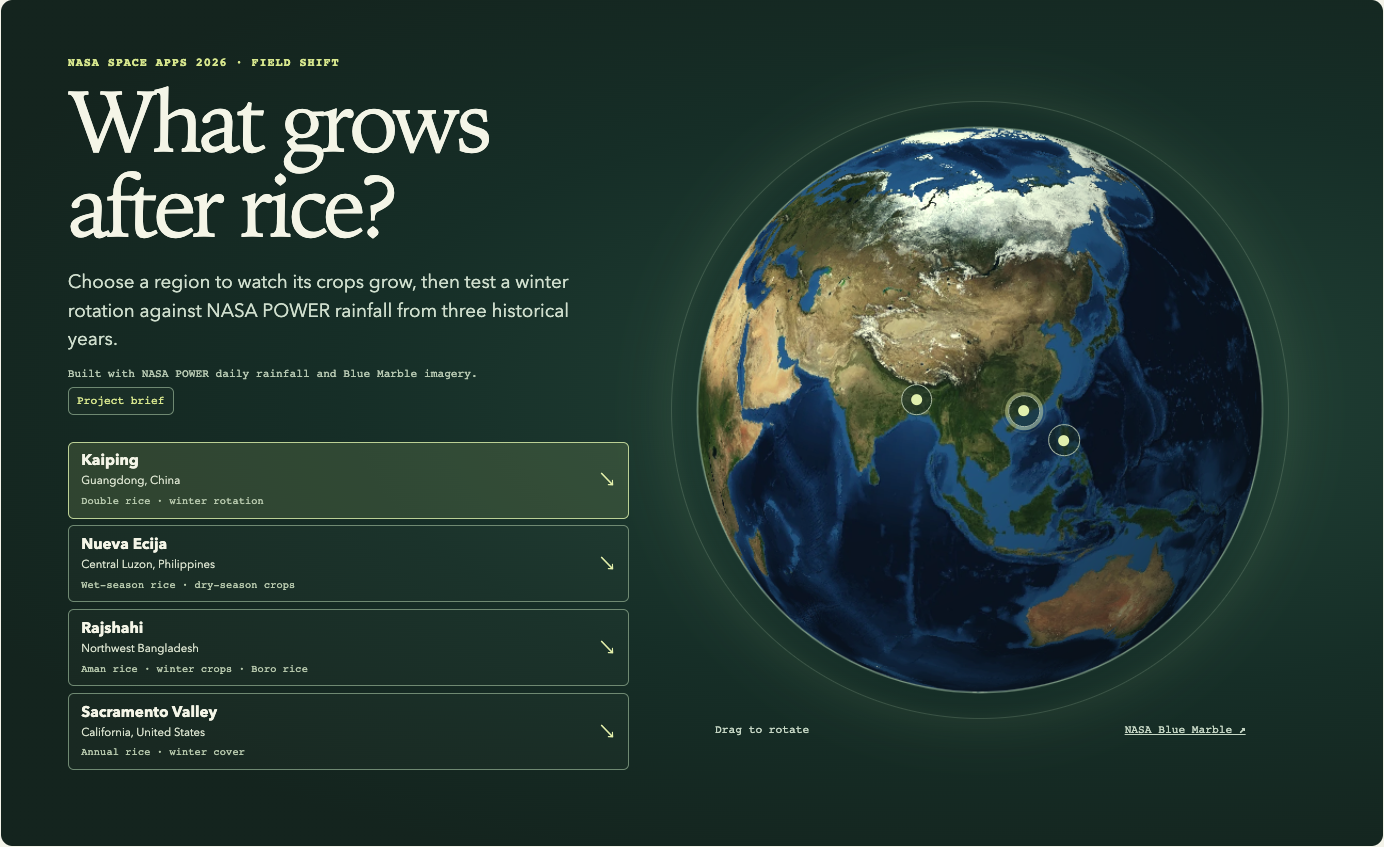 NASA SPACE APPS 2026 · FIELD SHIFT
What grows
after rice?
Choose a region to watch its crops grow, then test a winter
rotation against NASA POWER rainfall from three historical
years.
Built with NASA POWER daily rainfall and Blue Marble imagery.
Project brief
Kaiping
Guangdong, China
Double rice · winter rotation
↘
Nueva Ecija
Central Luzon, Philippines
Wet-season rice · dry-season crops
↘
Rajshahi
Northwest Bangladesh
Aman rice · winter crops · Boro rice
↘
Sacramento Valley
California, United States
Annual rice · winter cover
↘
Drag to rotate
NASA Blue Marble ↗